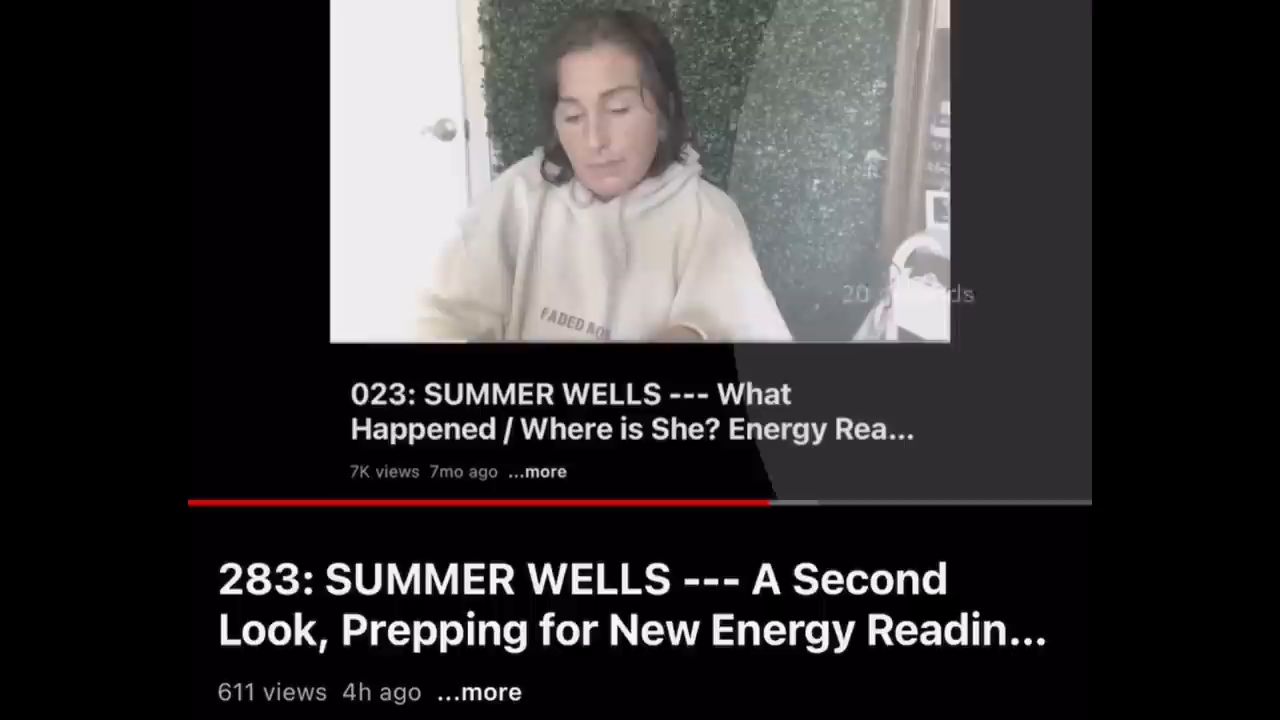 FADED
023: SUMMER WELLS --- What
Happened / Where is She? Energy Rea...
7K views 7mo ago ...more
283: SUMMER WELLS --- A Second
Look, Prepping for New Energy Readin...
611 views 4h ago ...more